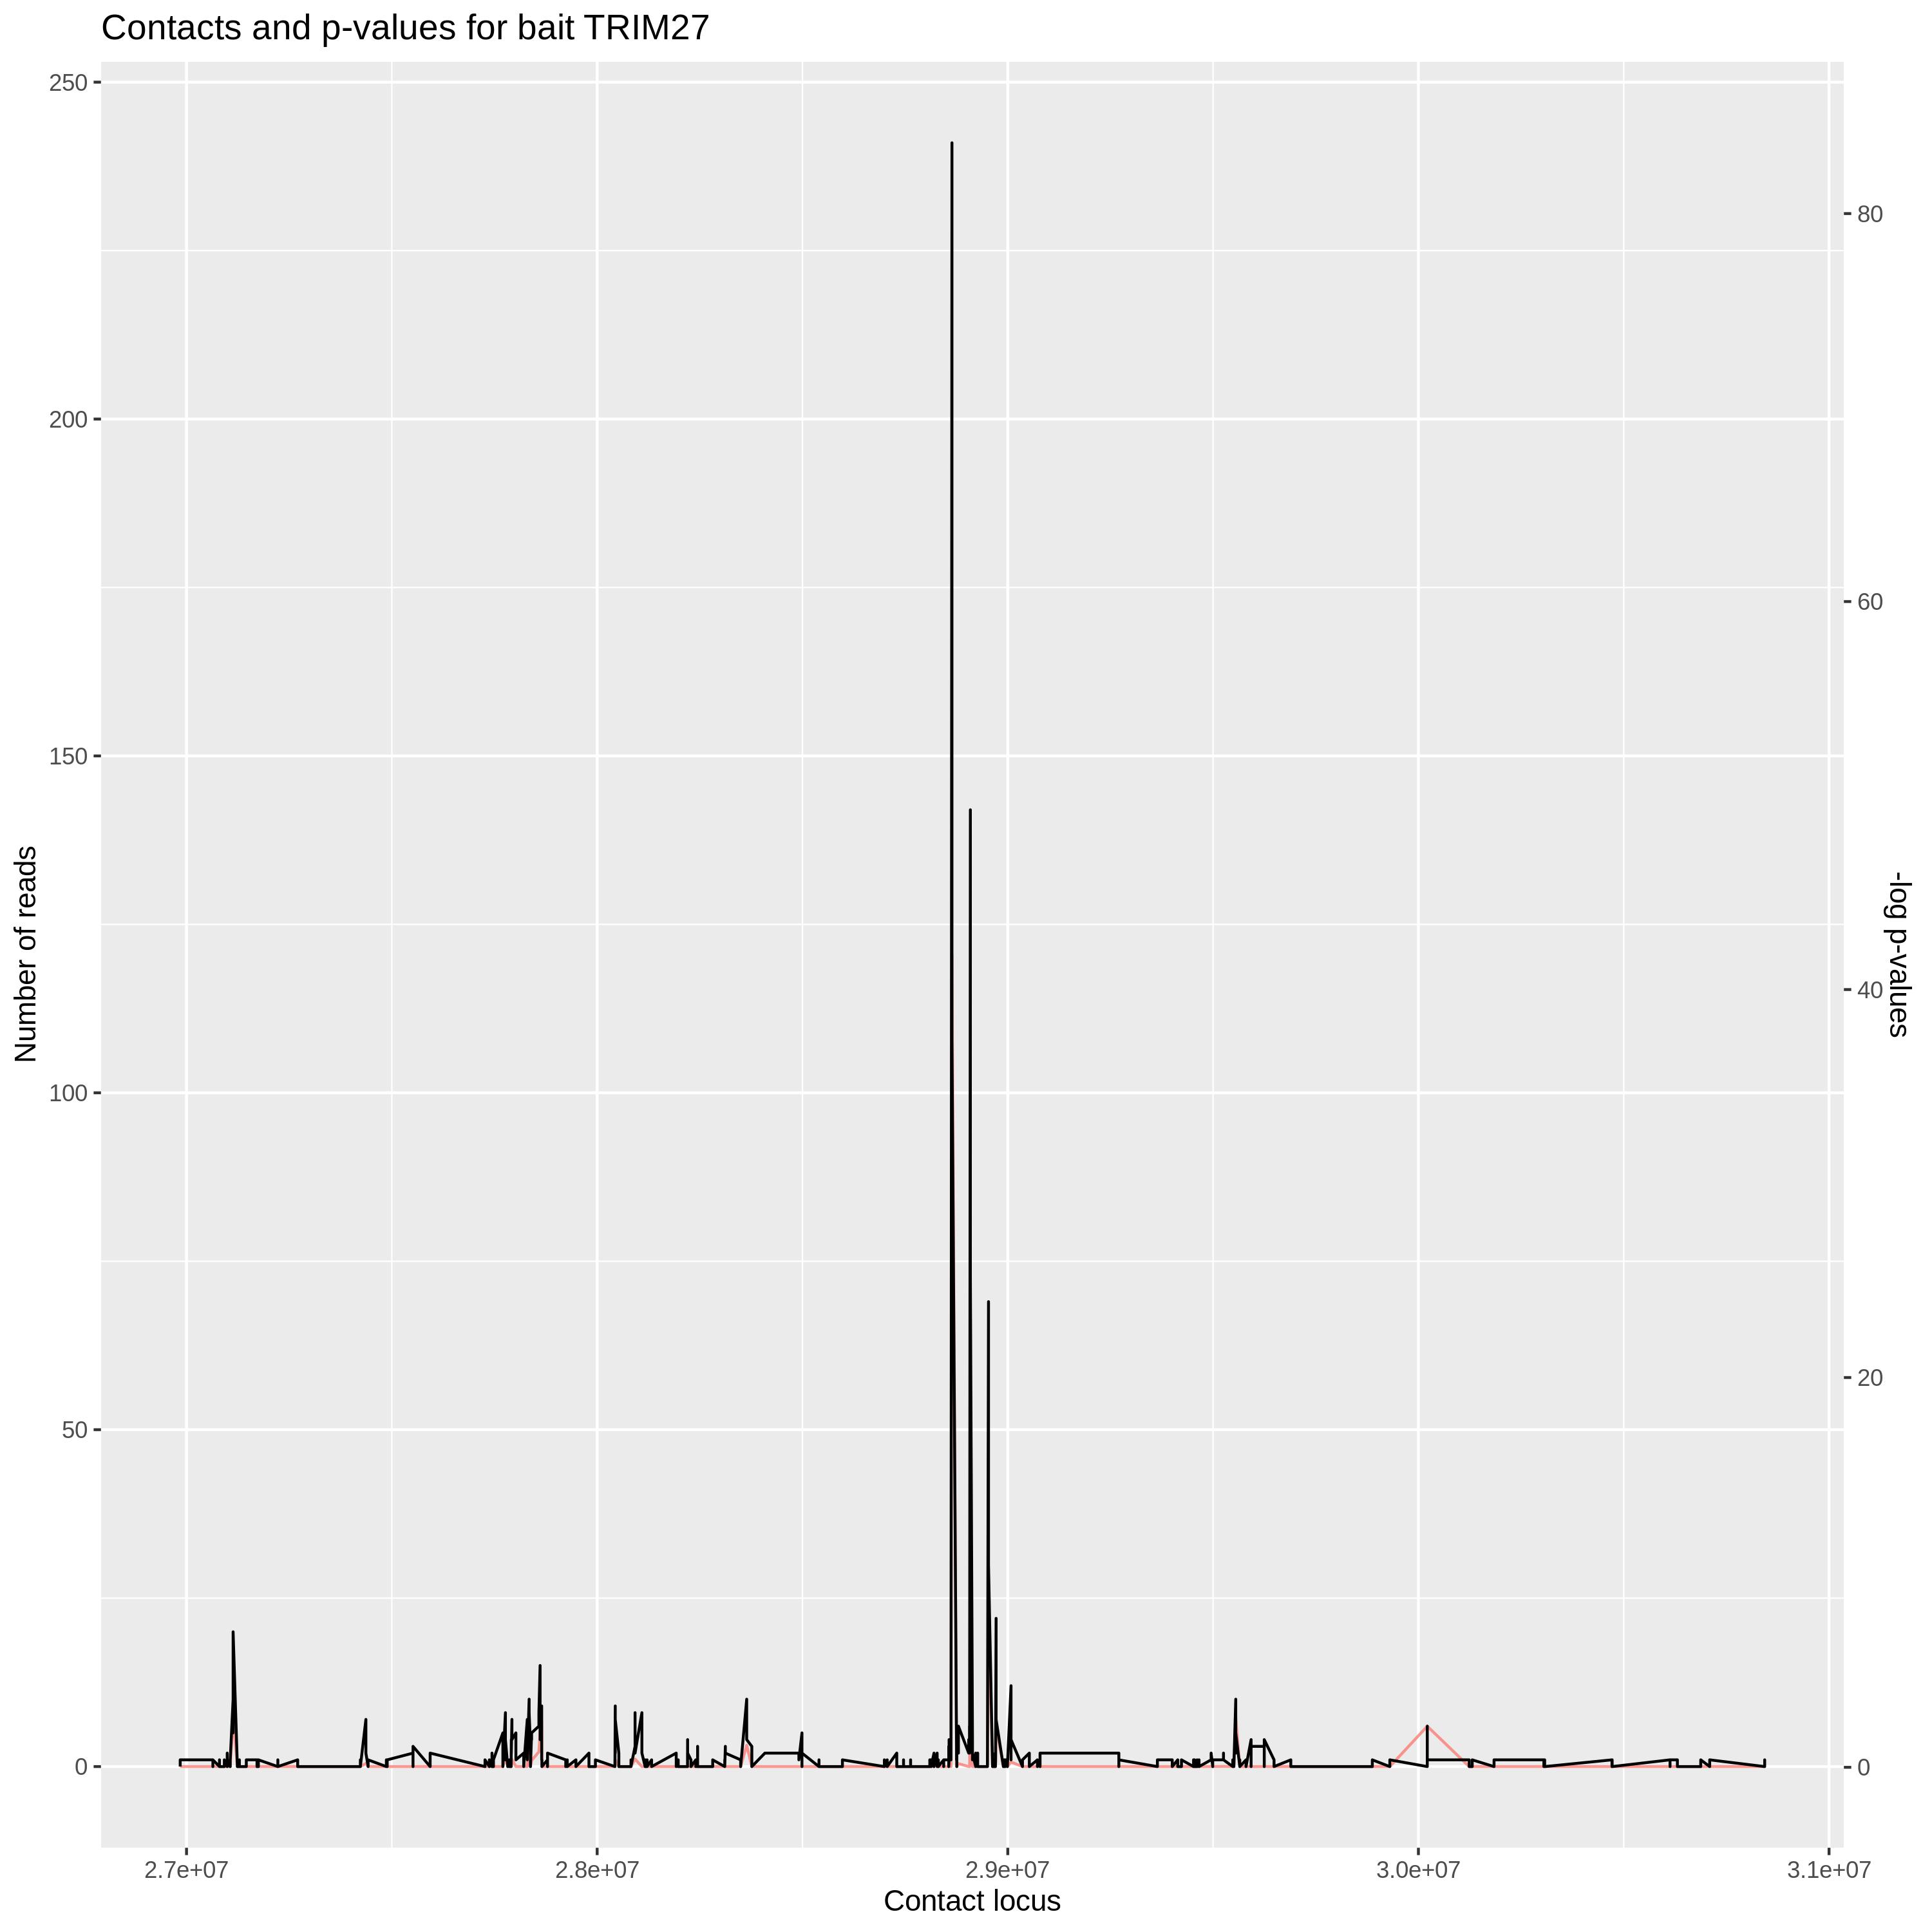 Contacts and p-values for bait TRIM27
250
200
150
100
50
0
Number of reads
80
60
40
20
0
-log p-values
2.7e+07
2.8e+07
2.9e+07
3.0e+07
3.1e+07
Contact locus